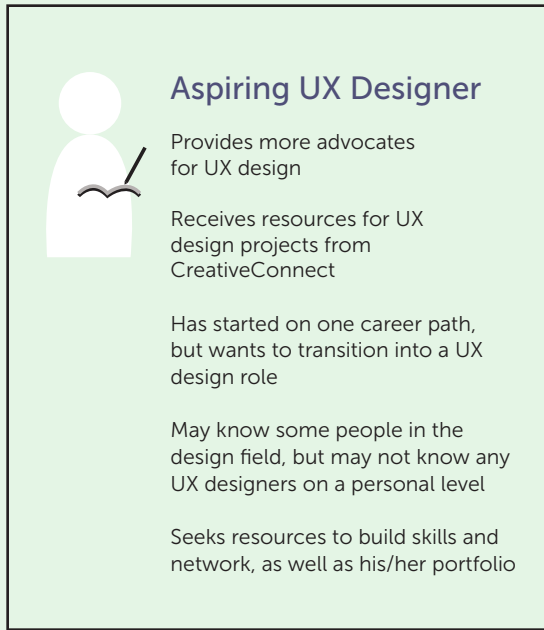 Aspiring UX Designer
Provides more advocates
for UX design
Receives resources for UX
design projects from
CreativeConnect
Has started on one career path,
but wants to transition into a UX
design role
May know some people in the
design field, but may not know any
UX designers on a personal level
Seeks resources to build skills and
network, as well as his/her portfolio